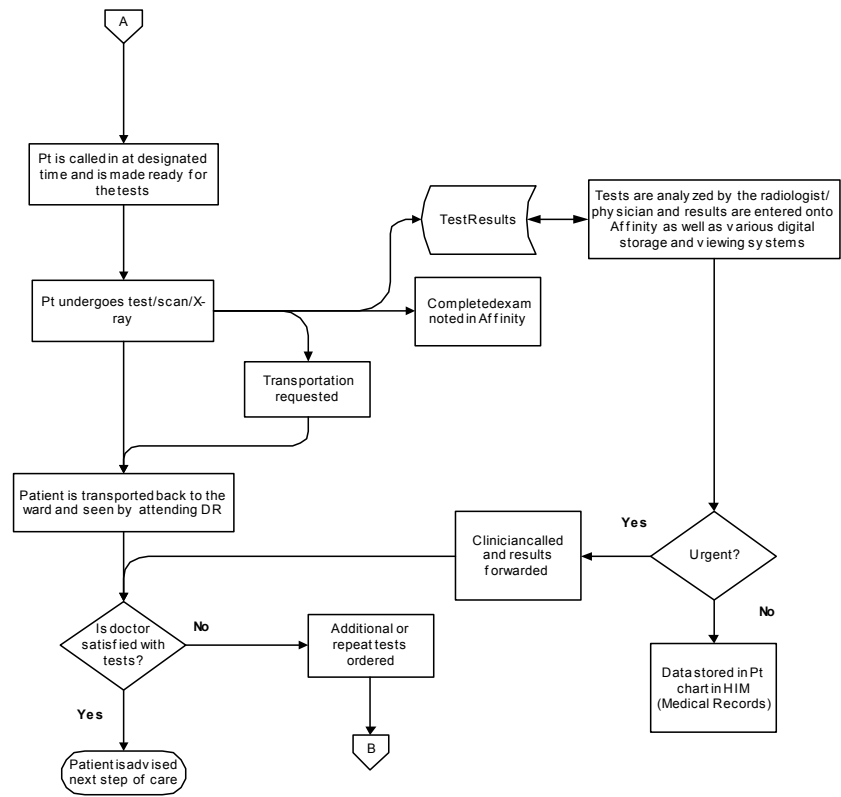 A
Pt is called in at designated
time and is made ready for
the tests
Pt undergoes test/scan/X-
ray
Test Results
Tests are analyzed by the radiologist/
physician and results are entered onto
Affinity as well as various digital
storage and viewing systems
Completed exam
noted in Affinity
Transportation
requested
Patient is transported back to the
ward and seen by attending DR
Clinician called
and results
forwarded
Yes
Urgent?
No
Is doctor
satisfied with
tests?
No
Additional or
repeat tests
ordered
Data stored in Pt
chart in HIM
(Medical Records)
Yes
B
Patient is advised
next step of care